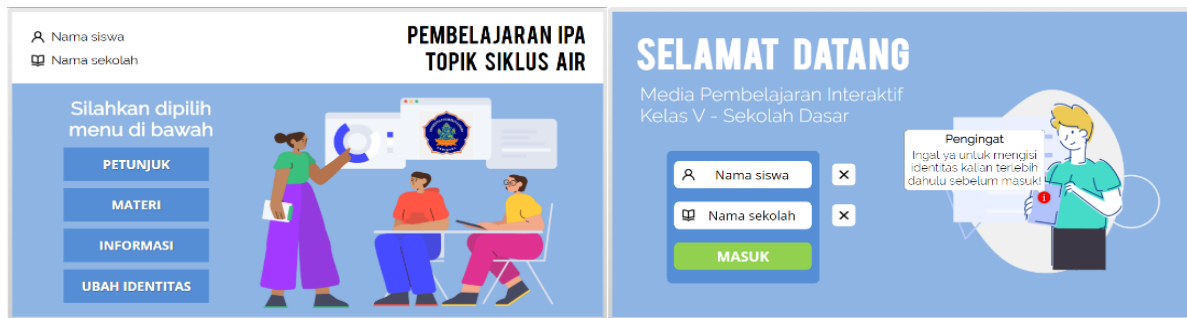 Nama siswa
Nama sekolah
PEMBELAJARAN IPA
TOPIK SIKLUS AIR
Silahkan dipilih
menu di bawah
PETUNJUK
MATERI
INFORMASI
UBAH IDENTITAS
SELAMAT DATANG
Media Pembelajaran Interaktif
Kelas V - Sekolah Dasar
Nama siswa
Nama sekolah
MASUK
Pengingat
Ingat ya untuk mengisi
identitas kalian terlebih
dahulu sebelum masuk!